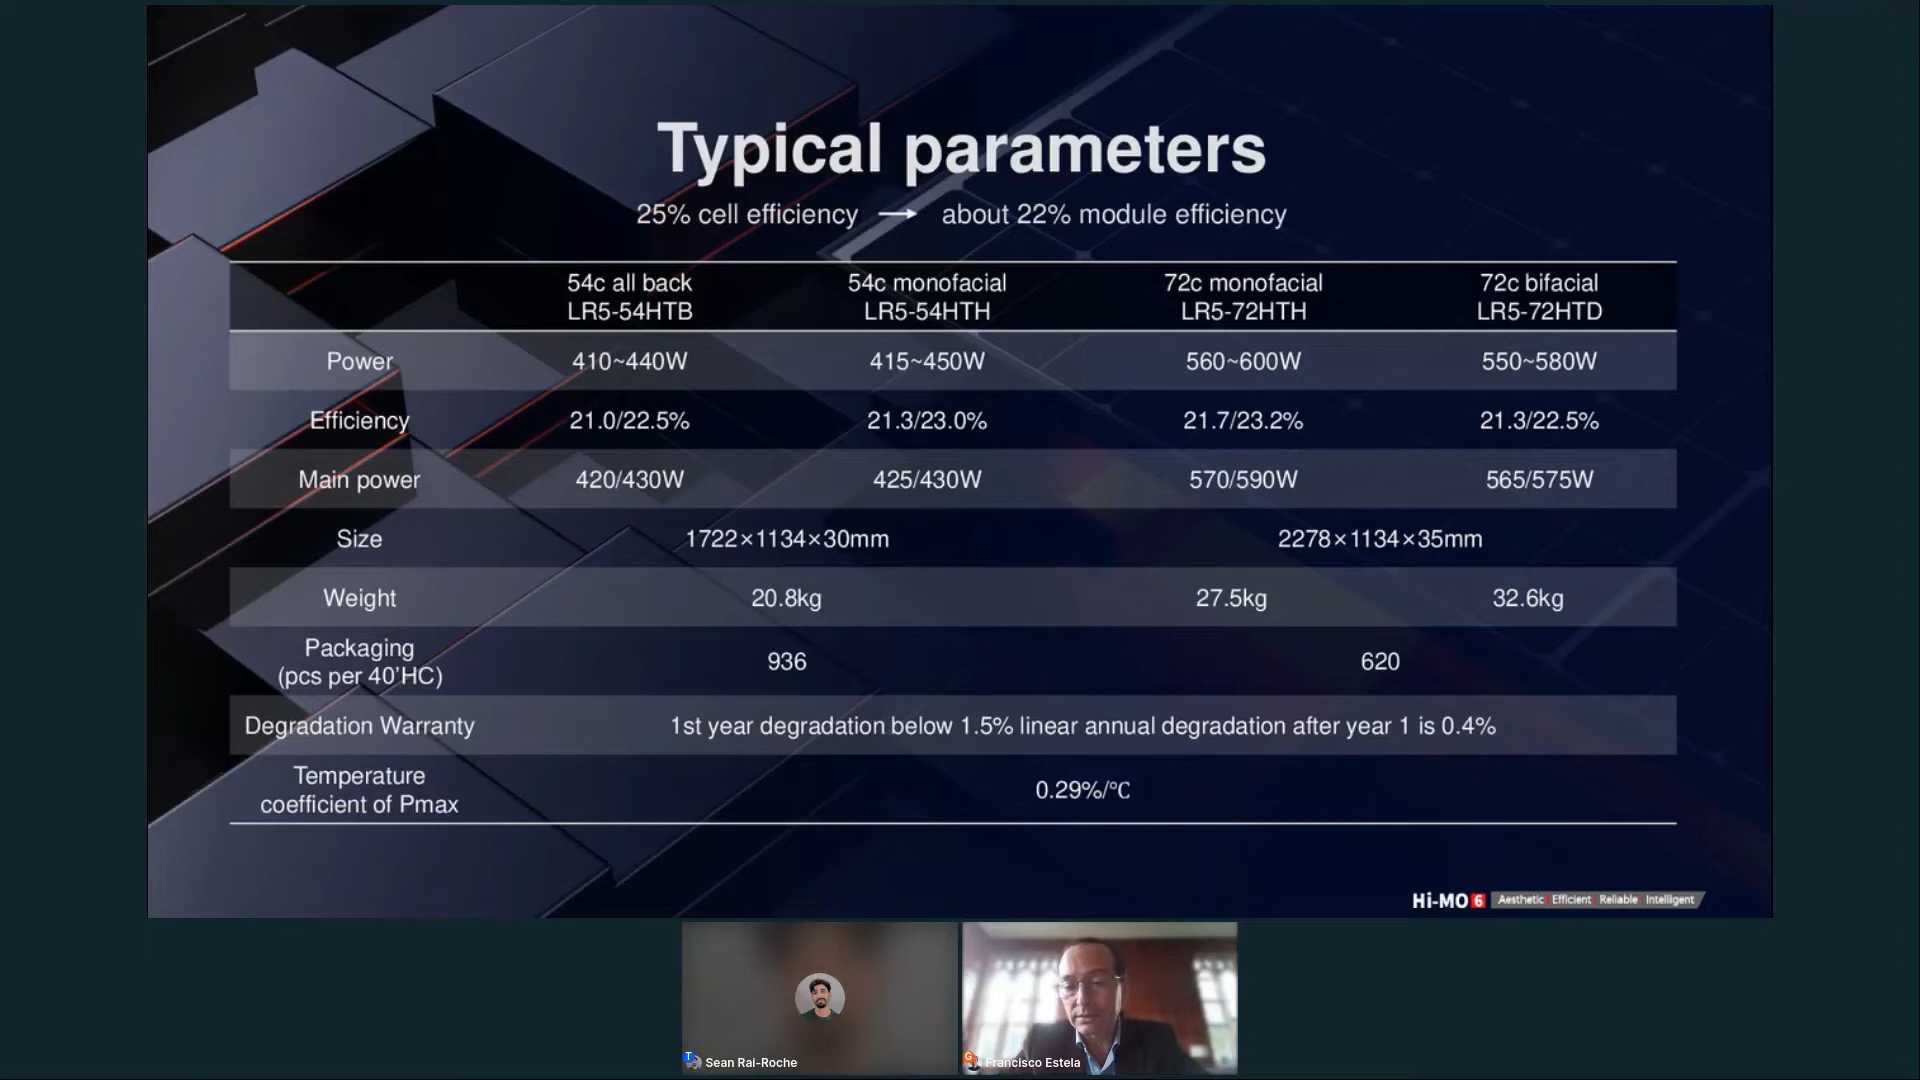 Typical parameters
25% cell efficiency → about 22% module efficiency
54c all back 54c monofacial 72c monofacial 72c bifacial
LR5-54HTB LR5-54HTH LR5-72HTH LR5-72HTD
Power 410~440W 415~450W 560~600W 550~580W
Efficiency 21.0/22.5% 21.3/23.0% 21.7/23.2% 21.3/22.5%
Main power 420/430W 425/430W 570/590W 565/575W
Size 1722×1134×30mm 2278×1134×35mm
Weight 20.8kg 27.5kg 32.6kg
Packaging
(pcs per 40'HC) 936 620
Degradation Warranty 1st year degradation below 1.5% linear annual degradation after year 1 is 0.4%
Temperature
coefficient of Pmax 0.29%/℃
Hi-MO 6 Aesthetic Efficient Reliable Intelligent
T Sean Rai-Roche
G Francisco Estela